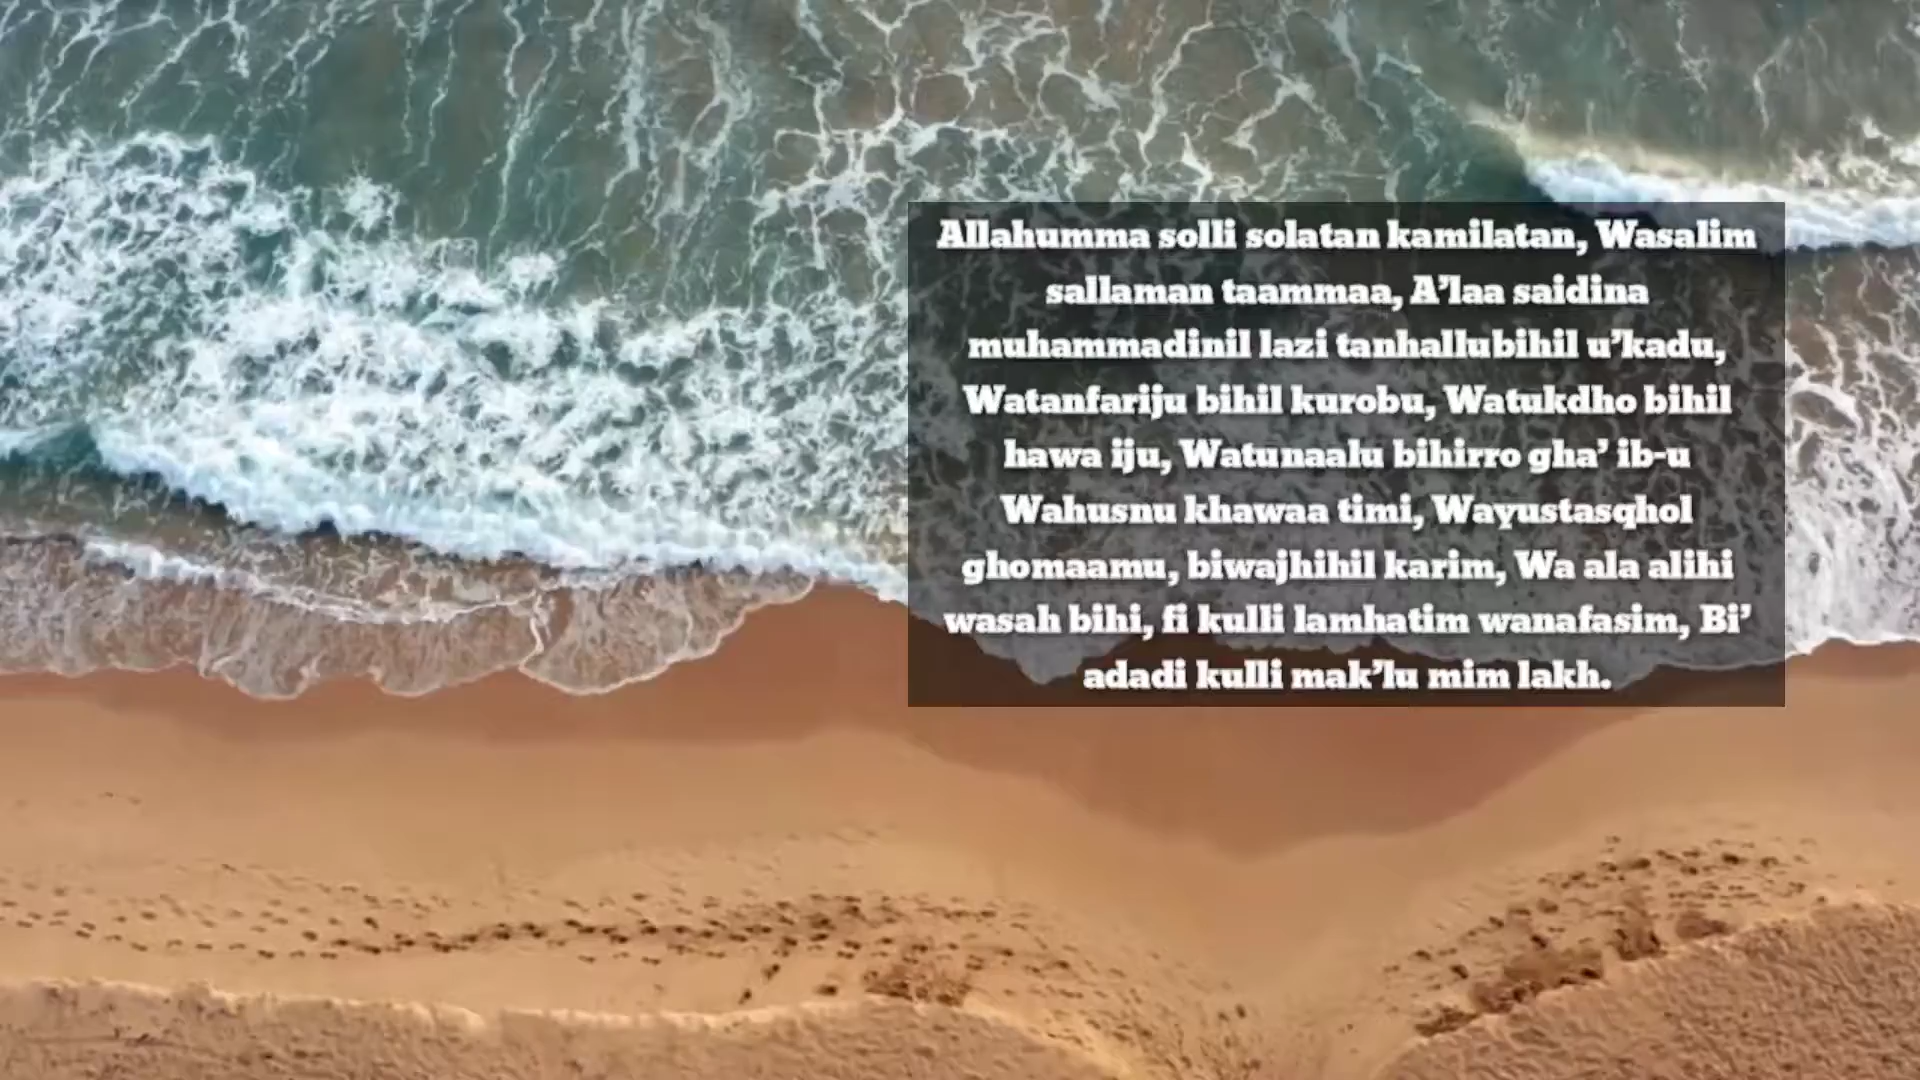 Allahumma solli solatan kamilatan, Wasalim
sallaman taammaa, A’laa saidina
muhammadinil lazi tanhallubihil u’kadu,
Watanfariju bihil kurobu, Watukdho bihil
hawa iju, Watunaalu bihirro gha’ ib-u
Wahusnu khawaa timi, Wayustasqhol
ghomaamu, biwajhihil karim, Wa ala alihi
wasah bihi, fi kulli lamhatim wanafasim, Bi’
adadi kulli mak’lu mim lakh.